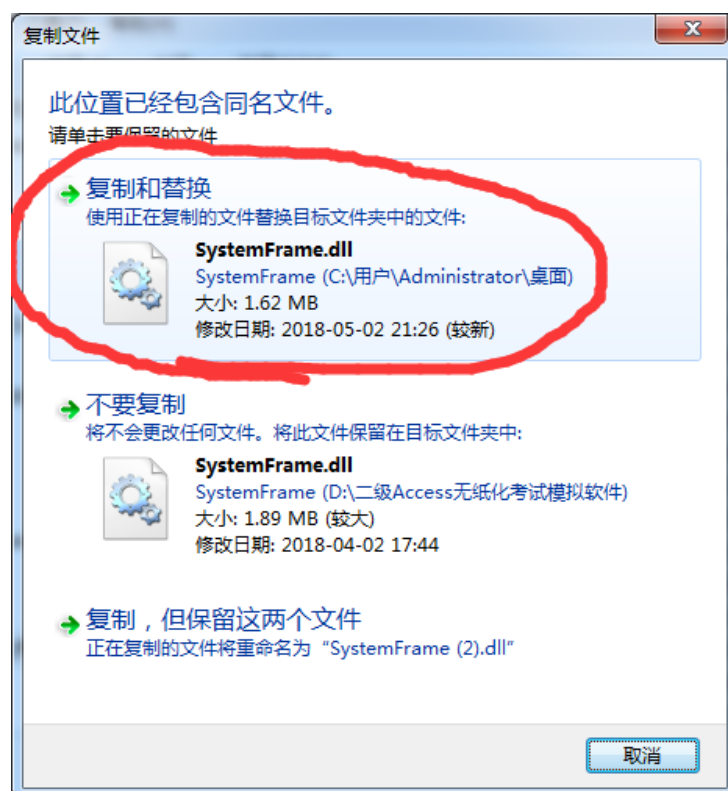 复制文件
此位置已经包含同名文件。
请单击要保留的文件
复制和替换
使用正在复制的文件替换目标文件夹中的文件:
SystemFrame.dll
SystemFrame (C:\用户\Administrator\桌面)
大小: 1.62 MB
修改日期: 2018-05-02 21:26 (较新)
不要复制
将不会更改任何文件。将此文件保留在目标文件夹中:
SystemFrame.dll
SystemFrame (D:\二级Access无纸化考试模拟软件)
大小: 1.89 MB (较大)
修改日期: 2018-04-02 17:44
复制，但保留这两个文件
正在复制的文件将重命名为 “SystemFrame (2).dll”
取消